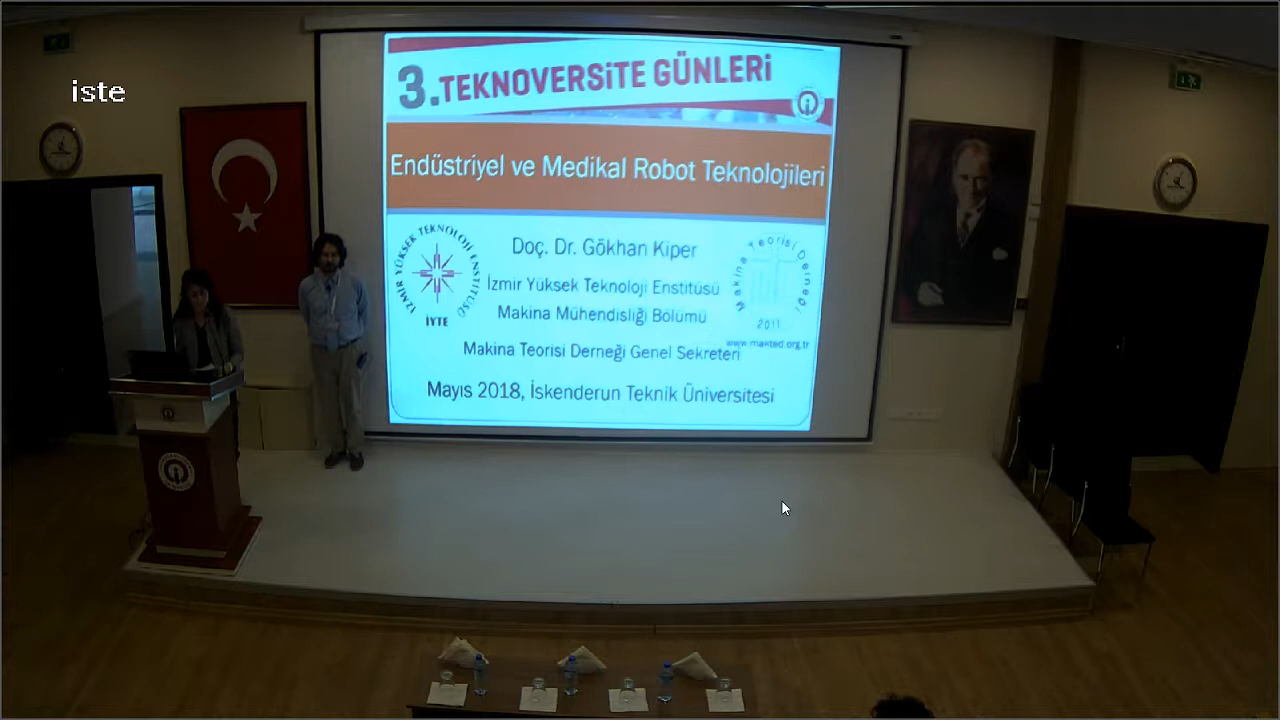 iste
3.TEKNOVERSiTE GÜNLERİ
Endüstriyel ve Medikal Robot Teknolojileri
İZMİR YÜKSEK TEKNOLOJİ ENSTİTÜSÜ
İYTE
Doç. Dr. Gökhan Kiper
İzmir Yüksek Teknoloji Enstitüsü
Makina Mühendisliği Bölümü
Makina Teorisi Derneği
2011
www.makted.org.tr
Makina Teorisi Derneği Genel Sekreteri
Mayıs 2018, İskenderun Teknik Üniversitesi